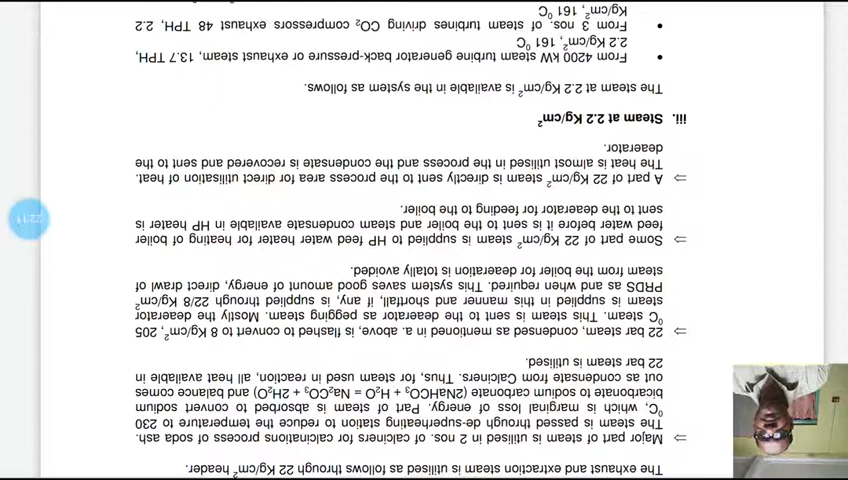 The exhaust and extraction steam is utilised as follows through 22 Kg/cm² header.
⇒ Major part of steam is utilised in 2 nos. of calciners for calcinations process of soda ash.
The steam is passed through de-superheating station to reduce the temperature to 230
⁰C, which is marginal loss of energy. Part of steam is absorbed to convert sodium
bicarbonate to sodium carbonate (2NaHCO₃ + H₂O = Na₂CO₃ + 2H₂O) and balance comes
out as condensate from Calciners. Thus, for steam used in reaction, all heat available in
22 bar steam is utilised.
⇒ 22 bar steam, condensed as mentioned in a. above, is flashed to convert to 8 Kg/cm², 205
⁰C steam. This steam is sent to the deaerator as pegging steam. Mostly the deaerator
steam is supplied in this manner and shortfall, if any, is supplied through 22/8 Kg/cm²
PRDS as and when required. This system saves good amount of energy, direct drawl of
steam from the boiler for deaeration is totally avoided.
⇒ Some part of 22 Kg/cm² steam is supplied to HP feed water heater for heating of boiler
feed water before it is sent to the boiler and steam condensate available in HP heater is
sent to the deaerator for feeding to the boiler.
⇒ A part of 22 Kg/cm² steam is directly sent to the process area for direct utilisation of heat.
The heat is almost utilised in the process and the condensate is recovered and sent to the
deaerator.
iii. Steam at 2.2 Kg/cm²
The steam at 2.2 Kg/cm² is available in the system as follows.
• From 4200 kW steam turbine generator back-pressure or exhaust steam, 13.7 TPH,
2.2 Kg/cm², 161 ⁰C
• From 3 nos. of steam turbines driving CO₂ compressors exhaust 48 TPH, 2.2
Kg/cm², 161 ⁰C
22:11